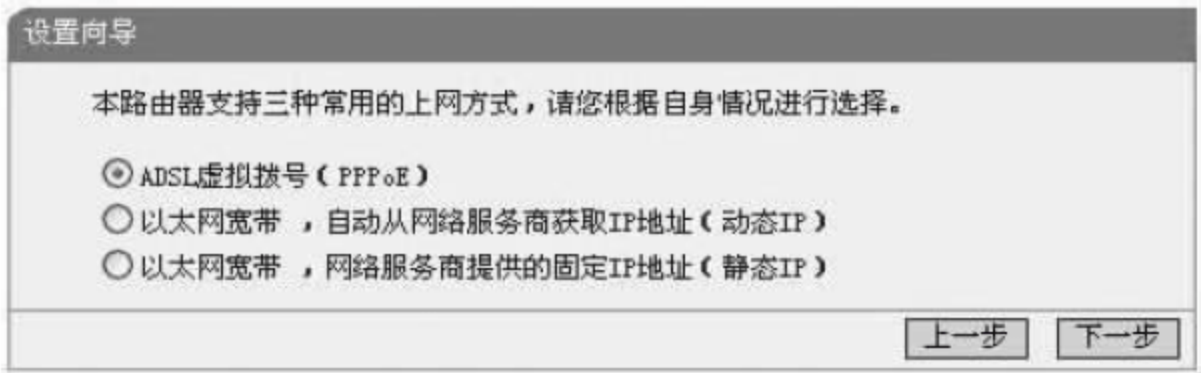 设置向导
本路由器支持三种常用的上网方式，请您根据自身情况进行选择。
ADSL虚拟拨号（PPPoE）
以太网宽带 ，自动从网络服务商获取IP地址（动态IP）
以太网宽带 ，网络服务商提供的固定IP地址（静态IP）
上一步 下一步